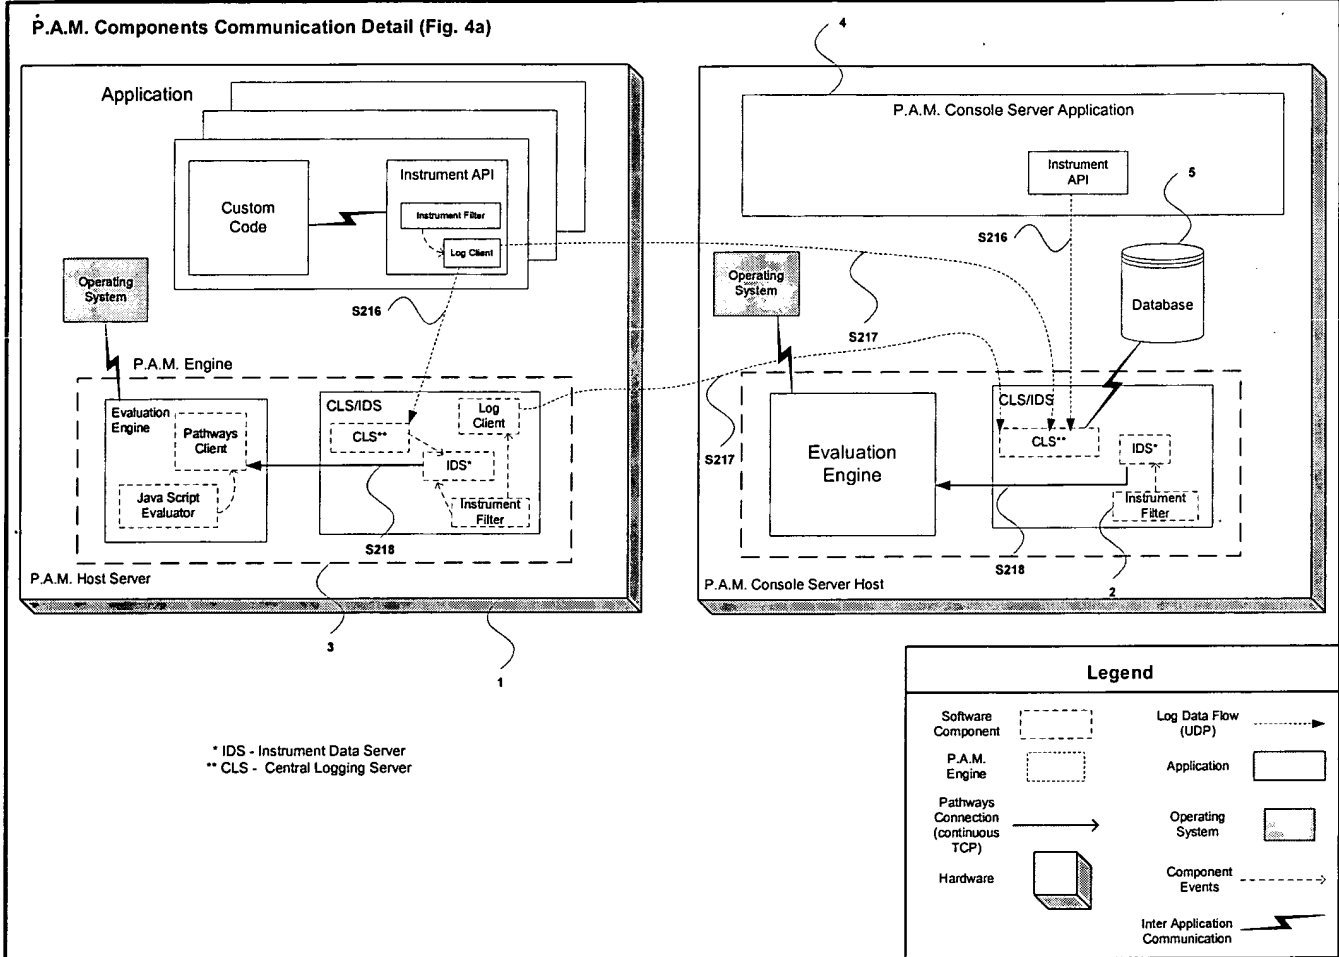 P.A.M. Components Communication Detail (Fig. 4a)
4
Application
P.A.M. Console Server Application
Custom
Code
Instrument API
Instrument Filter
Log Client
Instrument
API
5
S216
Operating
System
S216
Operating
System
Database
S217
P.A.M. Engine
Evaluation
Engine
Pathways
Client
Java Script
Evaluator
CLS/IDS
CLS**
Log
Client
IDS*
Instrument
Filter
S218
S217
Evaluation
Engine
CLS/IDS
CLS**
IDS*
Instrument
Filter
S218
P.A.M. Host Server
P.A.M. Console Server Host
2
3
1
* IDS - Instrument Data Server
** CLS - Central Logging Server
Legend
Software
Component
Log Data Flow
(UDP)
P.A.M.
Engine
Application
Pathways
Connection
(continuous
TCP)
Operating
System
Hardware
Component
Events
Inter Application
Communication